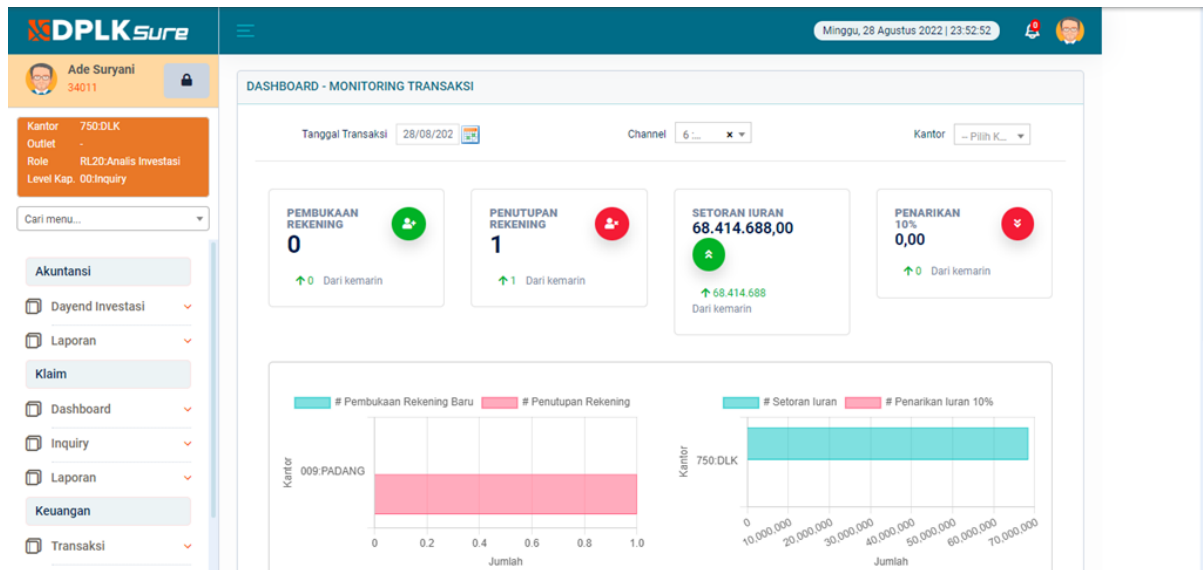 DPLKSure
Minggu, 28 Agustus 2022 | 23:52:52
9
Ade Suryani
34011
Kantor 750:DLK
Outlet -
Role RL20:Analis Investasi
Level Kap. 00:Inquiry
Cari menu...
Akuntansi
Dayend Investasi
Laporan
Klaim
Dashboard
Inquiry
Laporan
Keuangan
Transaksi
DASHBOARD - MONITORING TRANSAKSI
Tanggal Transaksi 28/08/202 Channel 6 :... × Kantor -- Pilih K...
PEMBUKAAN
REKENING
0
0 Dari kemarin
PENUTUPAN
REKENING
1
1 Dari kemarin
SETORAN IURAN
68.414.688,00
68.414.688
Dari kemarin
PENARIKAN
10%
0,00
0 Dari kemarin
# Pembukaan Rekening Baru # Penutupan Rekening
Kantor
009:PADANG
0 0.2 0.4 0.6 0.8 1.0
Jumlah
# Setoran Iuran # Penarikan Iuran 10%
Kantor
750:DLK
0 10,000,000 20,000,000 30,000,000 40,000,000 50,000,000 60,000,000 70,000,000
Jumlah